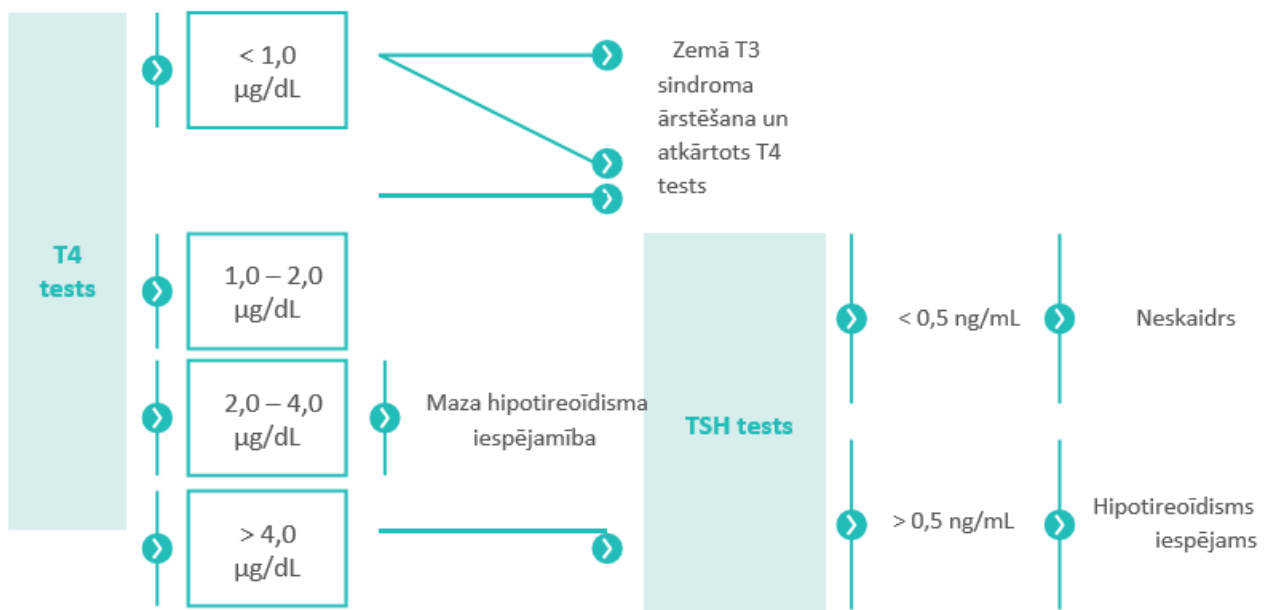 T4
tests
< 1,0
µg/dL
Zemā T3
sindroma
ārstēšana un
atkārtots T4
tests
1,0 – 2,0
µg/dL
2,0 – 4,0
µg/dL
Maza hipotireoīdisma
iespējamība
> 4,0
µg/dL
TSH tests
< 0,5 ng/mL
Neskaidrs
> 0,5 ng/mL
Hipotireoīdisms
iespējams